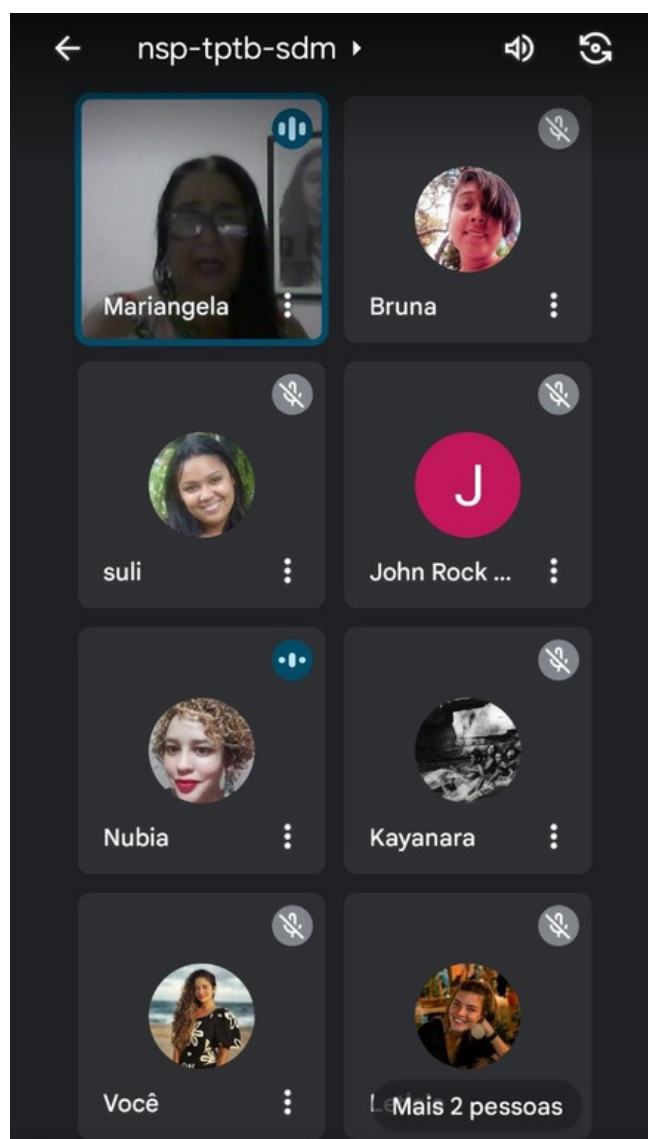 nsp-tptb-sdm
Mariangela
Bruna
suli
J
John Rock ...
Nubia
Kayanara
Você
Mais 2 pessoas